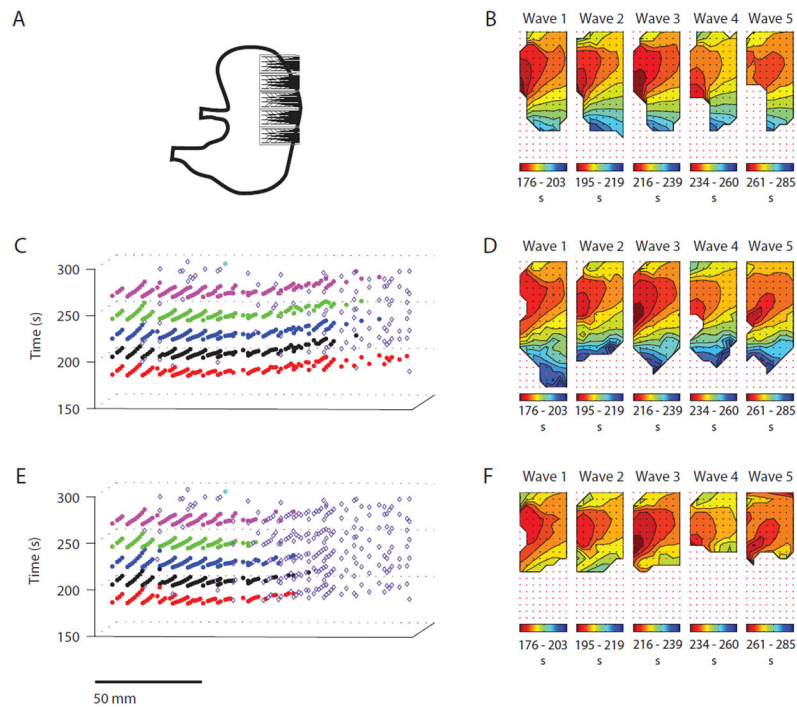 A
B
Wave 1 Wave 2 Wave 3 Wave 4 Wave 5
176 - 203 195 - 219 216 - 239 234 - 260 261 - 285
s s s s s
C
300
250
200
150
Time (s)
D
Wave 1 Wave 2 Wave 3 Wave 4 Wave 5
176 - 203 195 - 219 216 - 239 234 - 260 261 - 285
s s s s s
E
300
250
200
150
Time (s)
50 mm
F
Wave 1 Wave 2 Wave 3 Wave 4 Wave 5
176 - 203 195 - 219 216 - 239 234 - 260 261 - 285
s s s s s